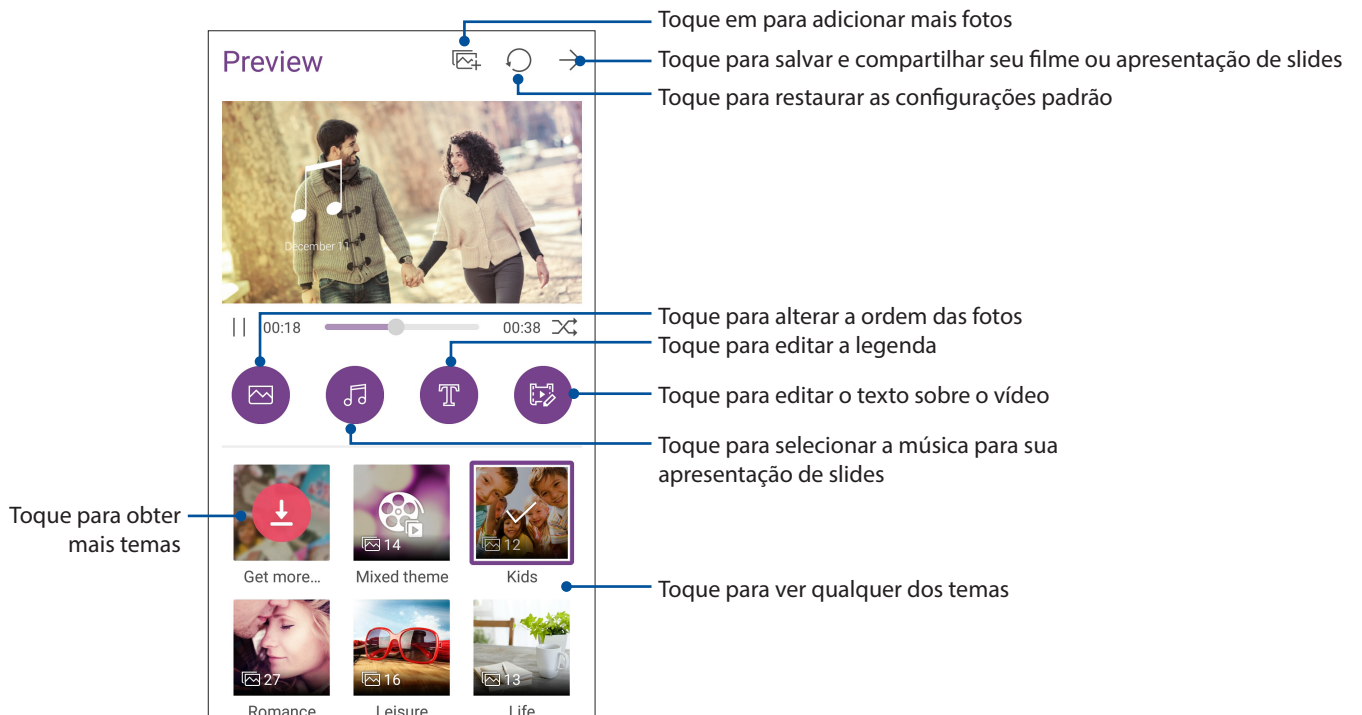 Toque em para adicionar mais fotos
Preview
Toque para salvar e compartilhar seu filme ou apresentação de slides
Toque para restaurar as configurações padrão
December 11
00:18
00:38
Toque para alterar a ordem das fotos
Toque para editar a legenda
Toque para editar o texto sobre o vídeo
Toque para selecionar a música para sua
apresentação de slides
Toque para obter
mais temas
14
12
Get more...
Mixed theme
Kids
Toque para ver qualquer dos temas
27
16
13
Romance
Leisure
Life